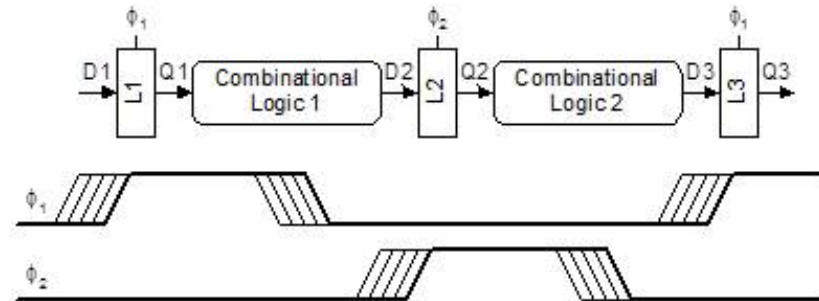 ϕ1 ϕ2 ϕ1
D1 L1 Q1 Combinational Logic 1 D2 L2 Q2 Combinational Logic 2 D3 L3 Q3
ϕ1
ϕ2